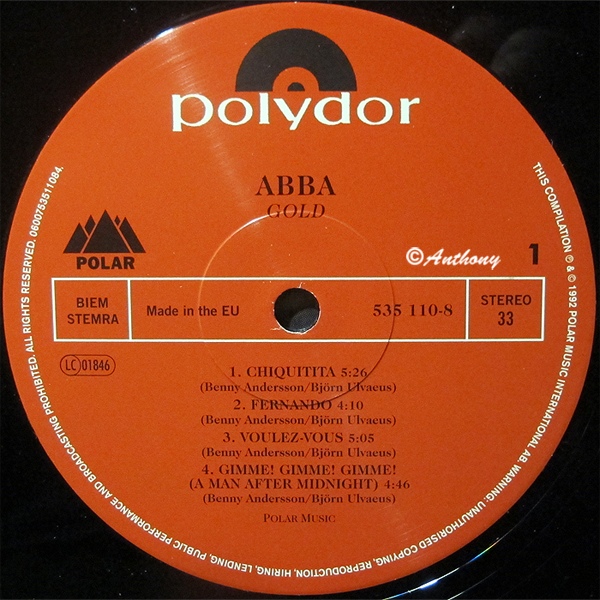 polydor
ABBA
GOLD
POLAR
©Anthony
1
BIEM
STEMRA
Made in the EU
535 110-8
STEREO
33
LC 01846
1. CHIQUITITA 5:26
(Benny Andersson/Björn Ulvaeus)
2. FERNANDO 4:10
(Benny Andersson/Björn Ulvaeus)
3. VOULEZ-VOUS 5:05
(Benny Andersson/Björn Ulvaeus)
4. GIMME! GIMME! GIMME!
(A MAN AFTER MIDNIGHT) 4:46
(Benny Andersson/Björn Ulvaeus)
POLAR MUSIC
THIS COMPILATION ℗ & © 1992 POLAR MUSIC INTERNATIONAL AB. WARNING: UNAUTHORISED COPYING, REPRODUCTION, HIRING, LENDING, PUBLIC PERFORMANCE AND BROADCASTING PROHIBITED. ALL RIGHTS RESERVED. 0600753511084.